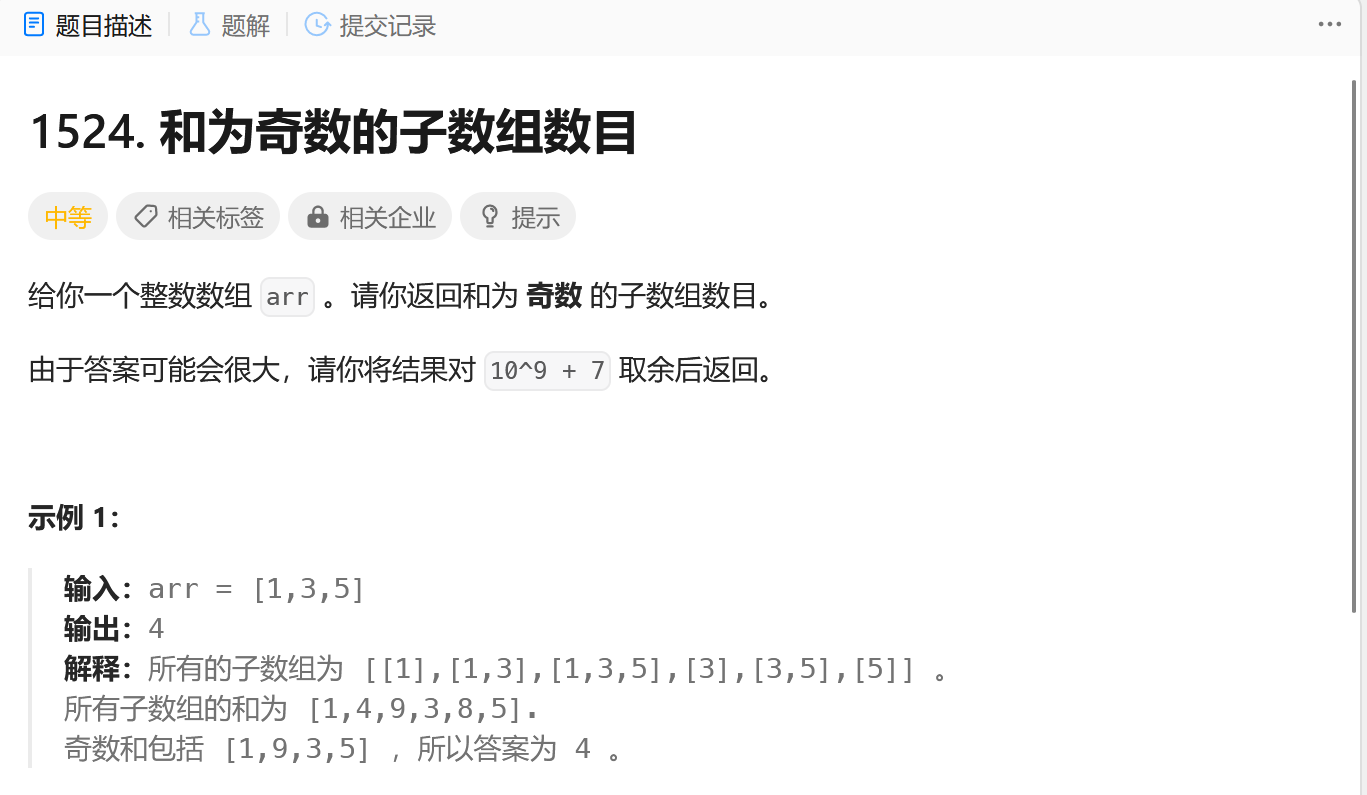 题目描述 题解 提交记录
1524. 和为奇数的子数组数目
中等 相关标签 相关企业 提示
给你一个整数数组 arr 。请你返回和为 奇数 的子数组数目。
由于答案可能会很大，请你将结果对 10^9 + 7 取余后返回。
示例 1：
输入：arr = [1,3,5]
输出：4
解释：所有的子数组为 [[1],[1,3],[1,3,5],[3],[3,5],[5]] 。
所有子数组的和为 [1,4,9,3,8,5].
奇数和包括 [1,9,3,5] ，所以答案为 4 。